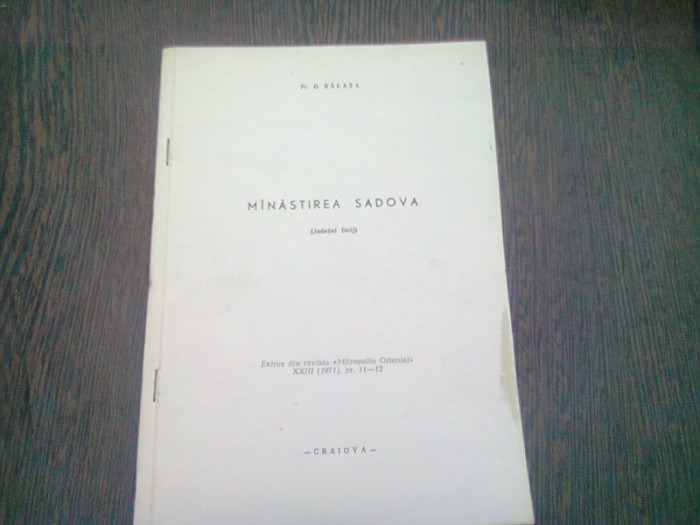 Pr. D. BĂLAȘA
MÎNĂSTIREA SADOVA
(Județul Dolj)
Extras din revista «Mitropolia Olteniei»
XXIII (1971), nr. 11—12
—CRAIOVA—